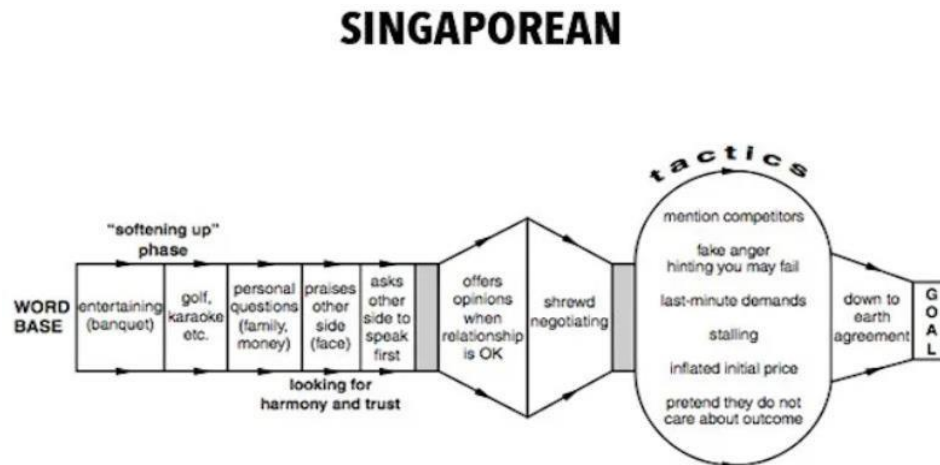 SINGAPOREAN
tactics
"softening up"
phase
WORD
BASE
entertaining
(banquet)
golf,
karaoke
etc.
personal
questions
(family,
money)
praises
other
side
(face)
asks
other
side to
speak
first
looking for
harmony and trust
offers
opinions
when
relationship
is OK
shrewd
negotiating
mention competitors
fake anger
hinting you may fail
last-minute demands
stalling
inflated initial price
pretend they do not
care about outcome
down to
earth
agreement
GOAL